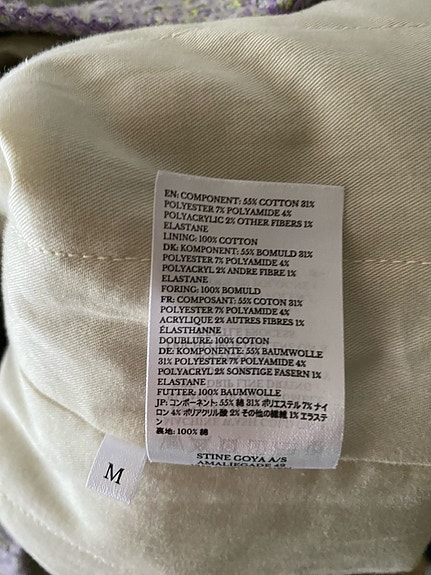 EN: COMPONENT: 55% COTTON 31%
POLYESTER 7% POLYAMIDE 4%
POLYACRYLIC 2% OTHER FIBERS 1%
ELASTANE
LINING: 100% COTTON
DK: KOMPONENT: 55% BOMULD 31%
POLYESTER 7% POLYAMIDE 4%
POLYACRYL 2% ANDRE FIBRE 1%
ELASTANE
FORING: 100% BOMULD
FR: COMPOSANT: 55% COTON 31%
POLYESTER 7% POLYAMIDE 4%
ACRYLIQUE 2% AUTRES FIBRES 1%
ÉLASTHANNE
DOUBLURE: 100% COTON
DE: KOMPONENTE: 55% BAUMWOLLE
31% POLYESTER 7% POLYAMIDE 4%
POLYACRYL 2% SONSTIGE FASERN 1%
ELASTANE
FUTTER: 100% BAUMWOLLE
JP: コンポーネント: 55% 綿 31% ポリエステル 7% ナイ
ロン 4% ポリアクリル酸 2% その他の繊維 1% エラステ
ン
裏地: 100% 綿
STINE GOYA A/S
AMALIEGADE 42
M